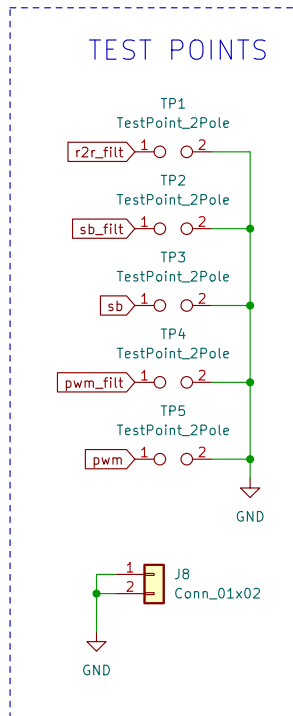 TEST POINTS
TP1
TestPoint_2Pole
r2r_filt 1 2
TP2
TestPoint_2Pole
sb_filt 1 2
TP3
TestPoint_2Pole
sb 1 2
TP4
TestPoint_2Pole
pwm_filt 1 2
TP5
TestPoint_2Pole
pwm 1 2
GND
1 J8
2 Conn_01x02
GND